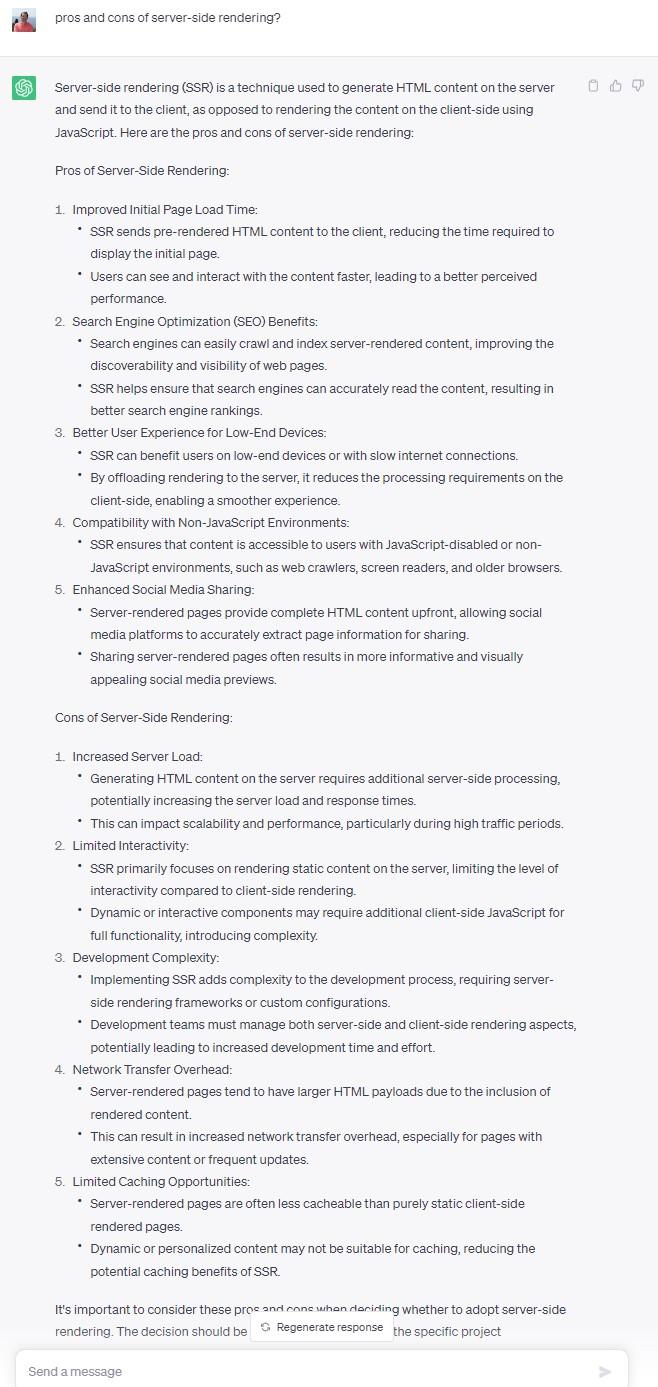 pros and cons of server-side rendering?
Server-side rendering (SSR) is a technique used to generate HTML content on the server
and send it to the client, as opposed to rendering the content on the client-side using
JavaScript. Here are the pros and cons of server-side rendering:
Pros of Server-Side Rendering:
1. Improved Initial Page Load Time:
• SSR sends pre-rendered HTML content to the client, reducing the time required to
display the initial page.
• Users can see and interact with the content faster, leading to a better perceived
performance.
2. Search Engine Optimization (SEO) Benefits:
• Search engines can easily crawl and index server-rendered content, improving the
discoverability and visibility of web pages.
• SSR helps ensure that search engines can accurately read the content, resulting in
better search engine rankings.
3. Better User Experience for Low-End Devices:
• SSR can benefit users on low-end devices or with slow internet connections.
• By offloading rendering to the server, it reduces the processing requirements on the
client-side, enabling a smoother experience.
4. Compatibility with Non-JavaScript Environments:
• SSR ensures that content is accessible to users with JavaScript-disabled or non-
JavaScript environments, such as web crawlers, screen readers, and older browsers.
5. Enhanced Social Media Sharing:
• Server-rendered pages provide complete HTML content upfront, allowing social
media platforms to accurately extract page information for sharing.
• Sharing server-rendered pages often results in more informative and visually
appealing social media previews.
Cons of Server-Side Rendering:
1. Increased Server Load:
• Generating HTML content on the server requires additional server-side processing,
potentially increasing the server load and response times.
• This can impact scalability and performance, particularly during high traffic periods.
2. Limited Interactivity:
• SSR primarily focuses on rendering static content on the server, limiting the level of
interactivity compared to client-side rendering.
• Dynamic or interactive components may require additional client-side JavaScript for
full functionality, introducing complexity.
3. Development Complexity:
• Implementing SSR adds complexity to the development process, requiring server-
side rendering frameworks or custom configurations.
• Development teams must manage both server-side and client-side rendering aspects,
potentially leading to increased development time and effort.
4. Network Transfer Overhead:
• Server-rendered pages tend to have larger HTML payloads due to the inclusion of
rendered content.
• This can result in increased network transfer overhead, especially for pages with
extensive content or frequent updates.
5. Limited Caching Opportunities:
• Server-rendered pages are often less cacheable than purely static client-side
rendered pages.
• Dynamic or personalized content may not be suitable for caching, reducing the
potential caching benefits of SSR.
It's important to consider these pros and cons when deciding whether to adopt server-side
rendering. The decision should be
Regenerate response
the specific project
Send a message